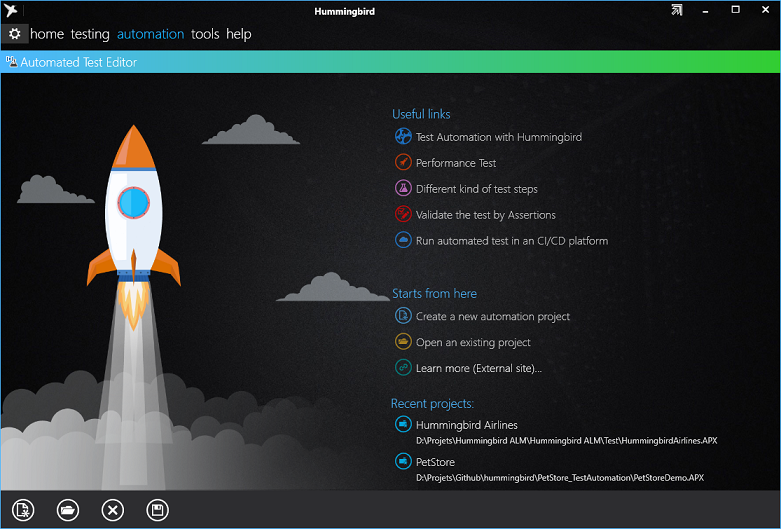 Hummingbird
home testing automation tools help
Automated Test Editor
Useful links
Test Automation with Hummingbird
Performance Test
Different kind of test steps
Validate the test by Assertions
Run automated test in an CI/CD platform
Starts from here
Create a new automation project
Open an existing project
Learn more (External site)...
Recent projects:
Hummingbird Airlines
D:\Projets\Hummingbird ALM\Hummingbird ALM\Test\HummingbirdAirlines.APX
PetStore
D:\Projets\Github\hummingbird\PetStore_TestAutomation\PetStoreDemo.APX